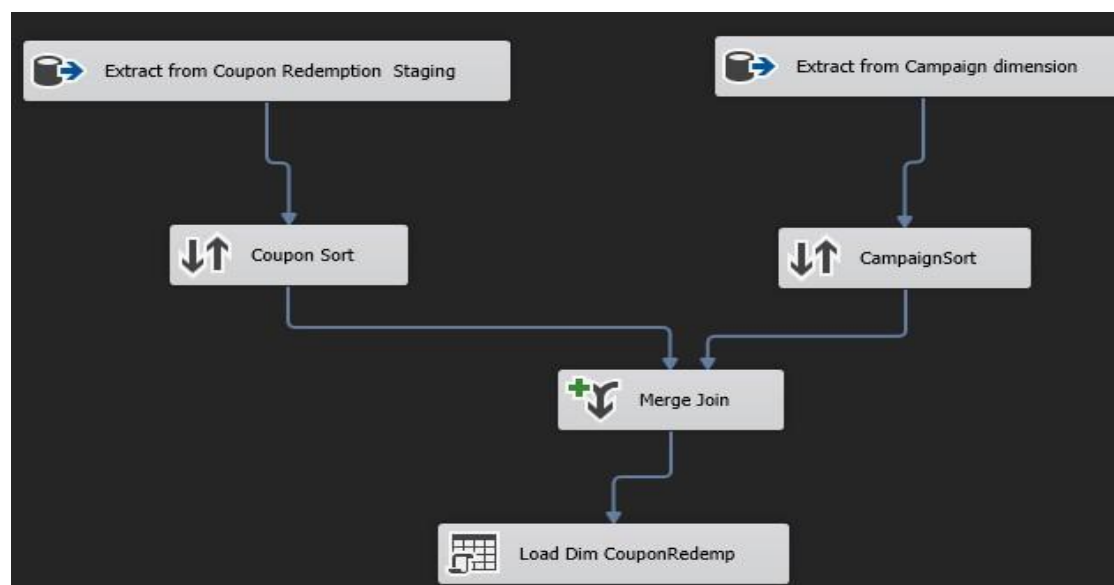 Extract from Coupon Redemption  Staging
Extract from Campaign dimension
Coupon Sort
CampaignSort
Merge Join
Load Dim CouponRedemp